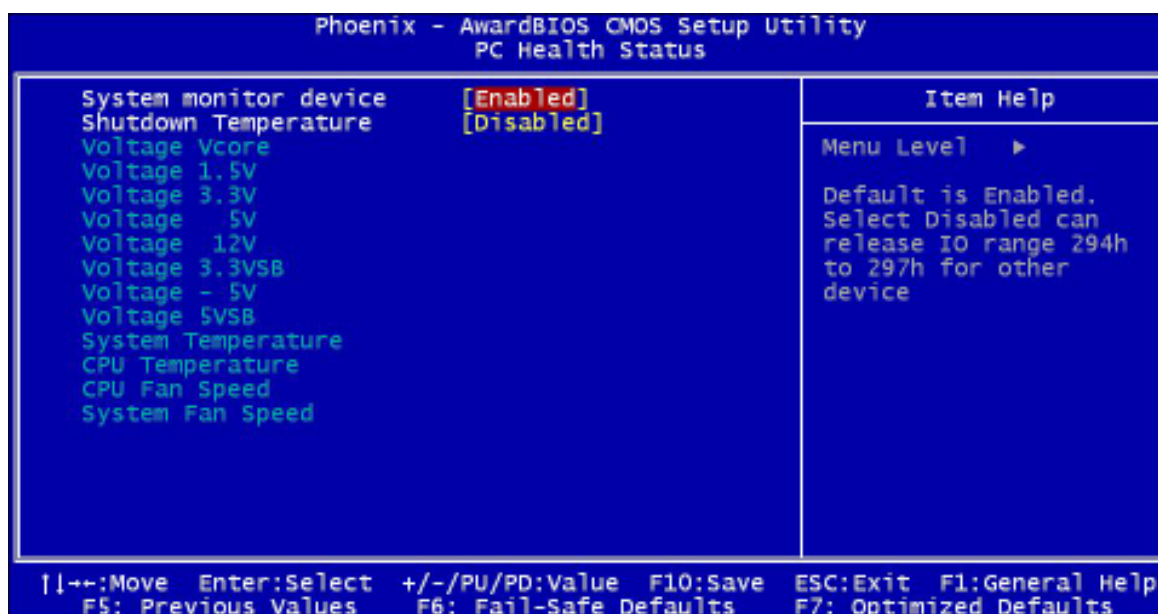 Phoenix - AwardBIOS CMOS Setup Utility
PC Health Status
System monitor device [Enabled]
Shutdown Temperature [Disabled]
Voltage Vcore
Voltage 1.5V
Voltage 3.3V
Voltage 5V
Voltage 12V
Voltage 3.3VSB
Voltage - 5V
Voltage 5VSB
System Temperature
CPU Temperature
CPU Fan Speed
System Fan Speed
Item Help
Menu Level ▶
Default is Enabled.
Select Disabled can
release IO range 294h
to 297h for other
device
↑↓→←:Move Enter:Select +/-/PU/PD:Value F10:Save ESC:Exit F1:General Help
F5: Previous Values F6: Fail-Safe Defaults F7: Optimized Defaults